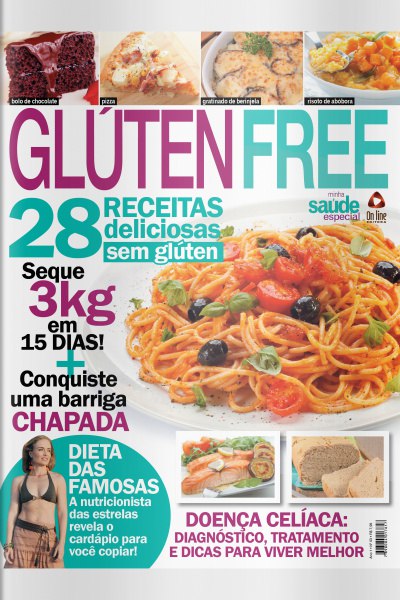 bolo de chocolate
pizza
gratinado de berinjela
risoto de abóbora
GLÚTEN FREE
28 RECEITAS
deliciosas
sem glúten
minha
saúde
especial
On line
EDITORA
Seque
3kg
em
15 DIAS!
+
Conquiste
uma barriga
CHAPADA
DIETA
DAS
FAMOSAS
A nutricionista
das estrelas
revela o
cardápio para
você copiar!
DOENÇA CELÍACA:
DIAGNÓSTICO, TRATAMENTO
E DICAS PARA VIVER MELHOR